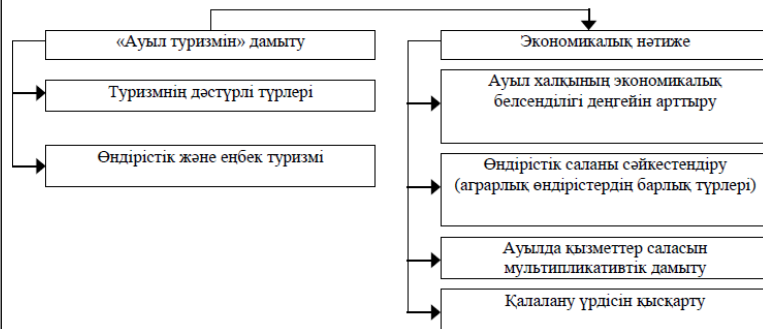 «Ауыл туризмін» дамыту
Туризмнің дәстүрлі түрлері
Өндірістік және еңбек туризмі
Экономикалық нәтиже
Ауыл халқының экономикалық
белсенділігі деңгейін арттыру
Өндірістік саланы сәйкестендіру
(аграрлық өндірістердің барлық түрлері)
Ауылда қызметтер саласын
мультипликативтік дамыту
Қалалану үрдісін қысқарту